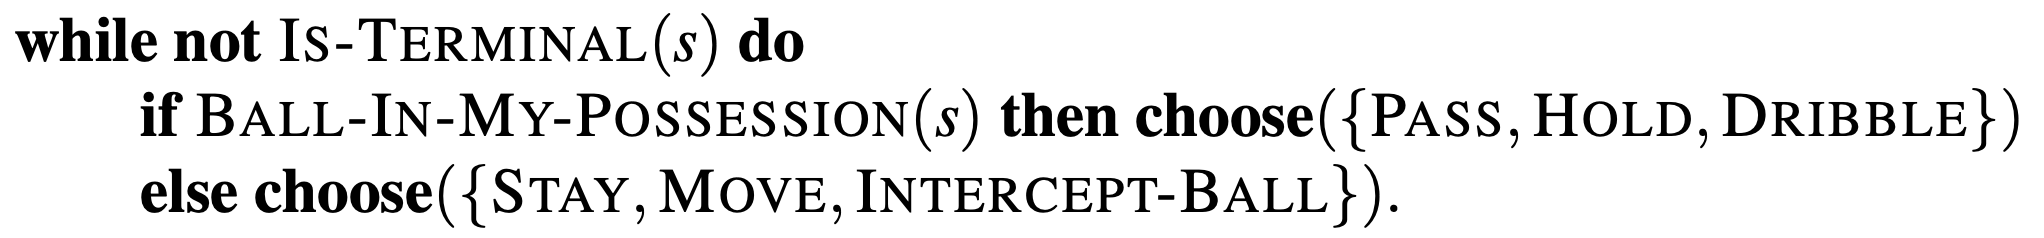 while not IS-TERMINAL(s) do
if BALL-IN-MY-POSSESSION(s) then choose({PASS, HOLD, DRIBBLE})
else choose({STAY, MOVE, INTERCEPT-BALL}).